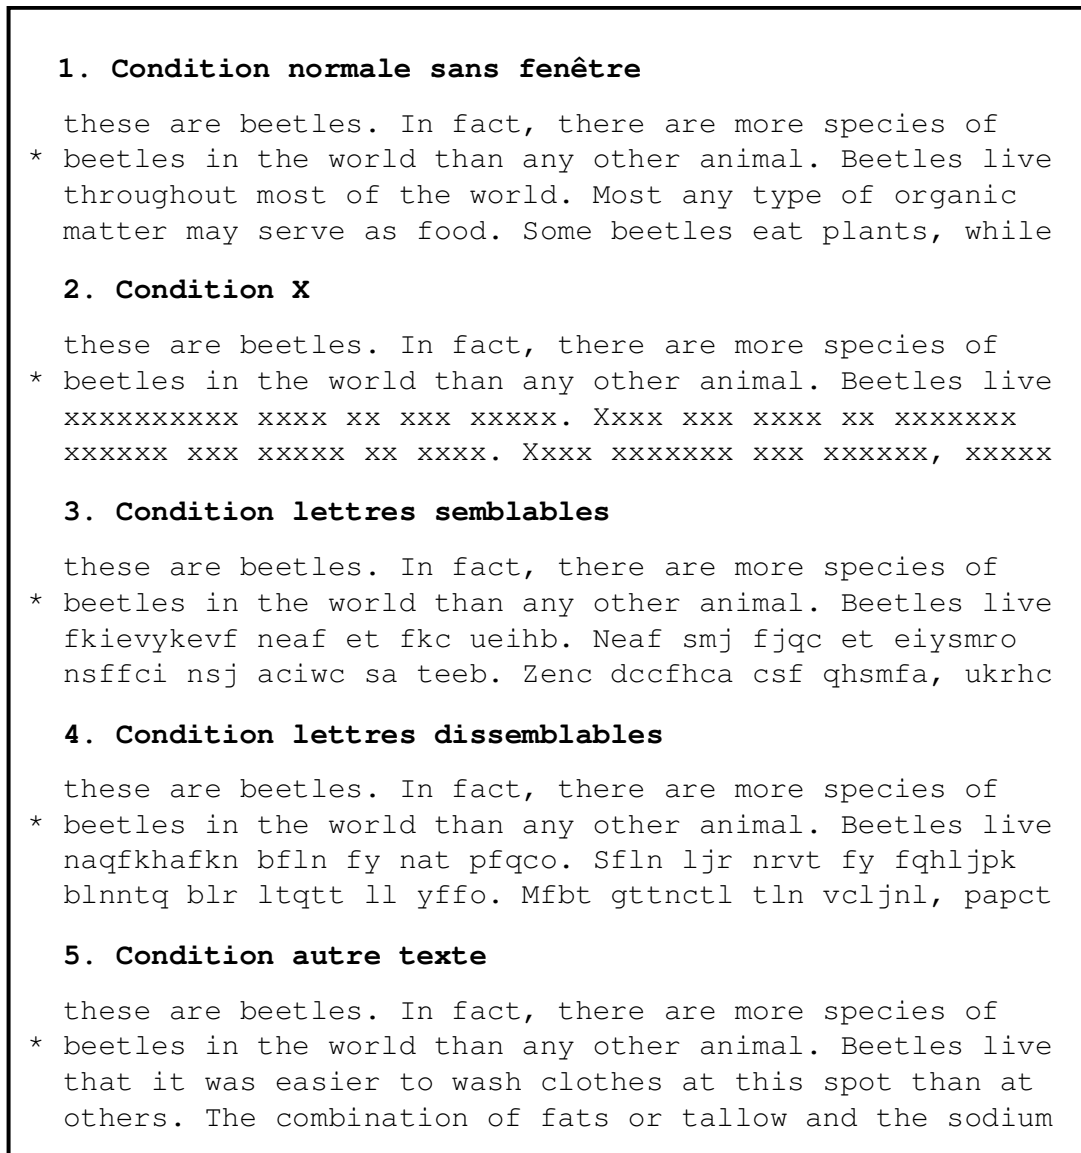 1. Condition normale sans fenêtre
these are beetles. In fact, there are more species of
* beetles in the world than any other animal. Beetles live
throughout most of the world. Most any type of organic
matter may serve as food. Some beetles eat plants, while
2. Condition X
these are beetles. In fact, there are more species of
* beetles in the world than any other animal. Beetles live
xxxxxxxxxx xxxx xx xxx xxxxx. Xxxx xxx xxxx xx xxxxxxx
xxxxxx xxx xxxxx xx xxxx. Xxxx xxxxxxx xxx xxxxxx, xxxxx
3. Condition lettres semblables
these are beetles. In fact, there are more species of
* beetles in the world than any other animal. Beetles live
fkievykevf neaf et fkc ueihb. Neaf smj fjqc et eiysmro
nsffci nsj aciwc sa teeb. Zenc dccfhca csf qhsmfa, ukrhc
4. Condition lettres dissemblables
these are beetles. In fact, there are more species of
* beetles in the world than any other animal. Beetles live
naqfkhafkn bfln fy nat pfqco. Sfln ljr nrvt fy fqhljpk
blnntq blr ltqtt ll yffo. Mfbt gttnctl tln vcljnl, papct
5. Condition autre texte
these are beetles. In fact, there are more species of
* beetles in the world than any other animal. Beetles live
that it was easier to wash clothes at this spot than at
others. The combination of fats or tallow and the sodium